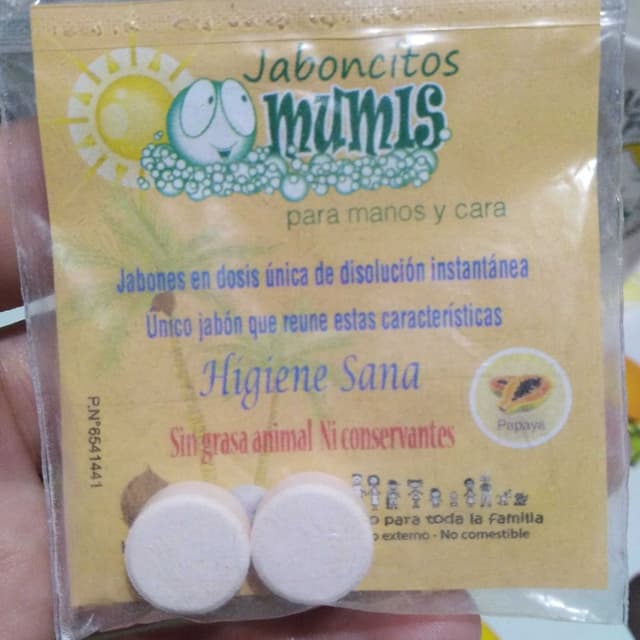 Jaboncitos
mumis
para manos y cara
Jabones en dosis única de disolución instantánea
Único jabón que reune estas características
Higiene Sana
Papaya
Sin grasa animal Ni conservantes
P.Nº6541441
para toda la familia
externo - No comestible